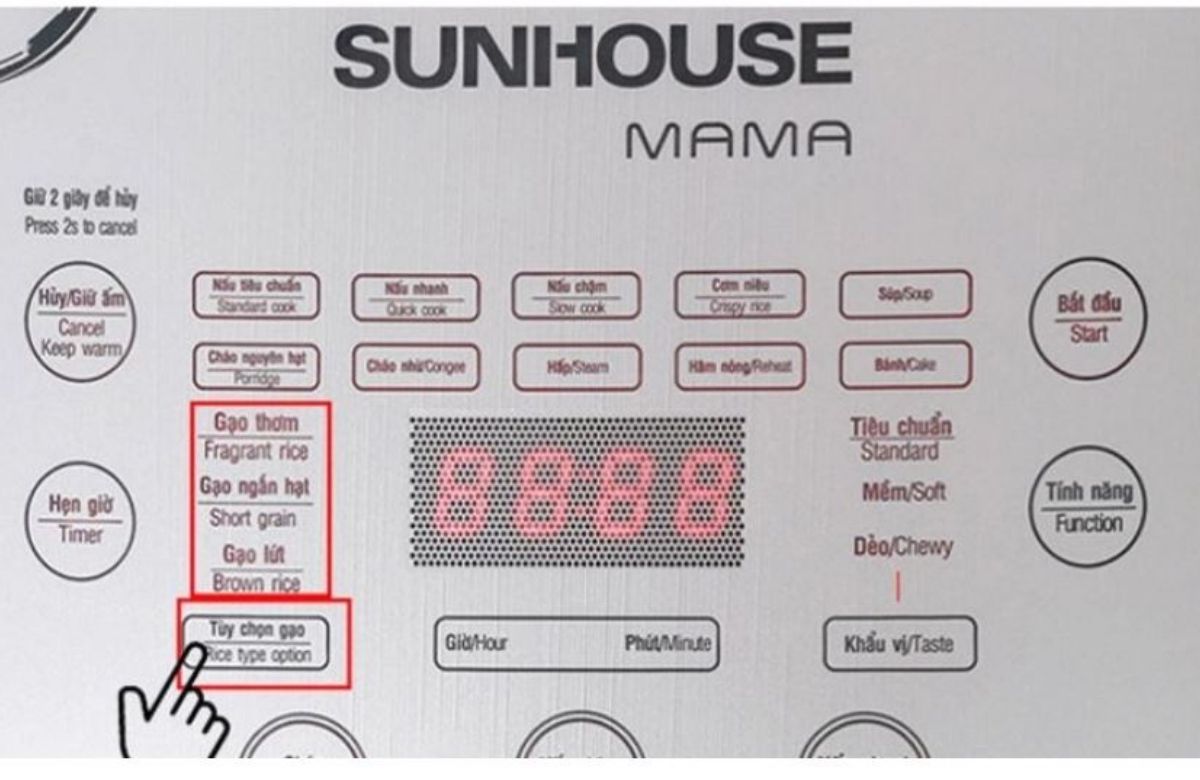 SUNHOUSE
MAMA
Giữ 2 giây để hủy
Press 2s to cancel
Hủy/Giữ ấm
Cancel
Keep warm
Nấu tiêu chuẩn
Standard cook
Nấu nhanh
Quick cook
Nấu chậm
Slow cook
Cơm niêu
Crispy rice
Súp/Soup
Bắt đầu
Start
Cháo nguyên hạt
Porridge
Cháo nhừ/Congee
Hấp/Steam
Hâm nóng/Reheat
Bánh/Cake
Gạo thơm
Fragrant rice
Gạo ngắn hạt
Short grain
Gạo lứt
Brown rice
8888
Tiêu chuẩn
Standard
Mềm/Soft
Dẻo/Chewy
Hẹn giờ
Timer
Tính năng
Function
Tùy chọn gạo
Rice type option
Giờ/Hour
Phút/Minute
Khẩu vị/Taste